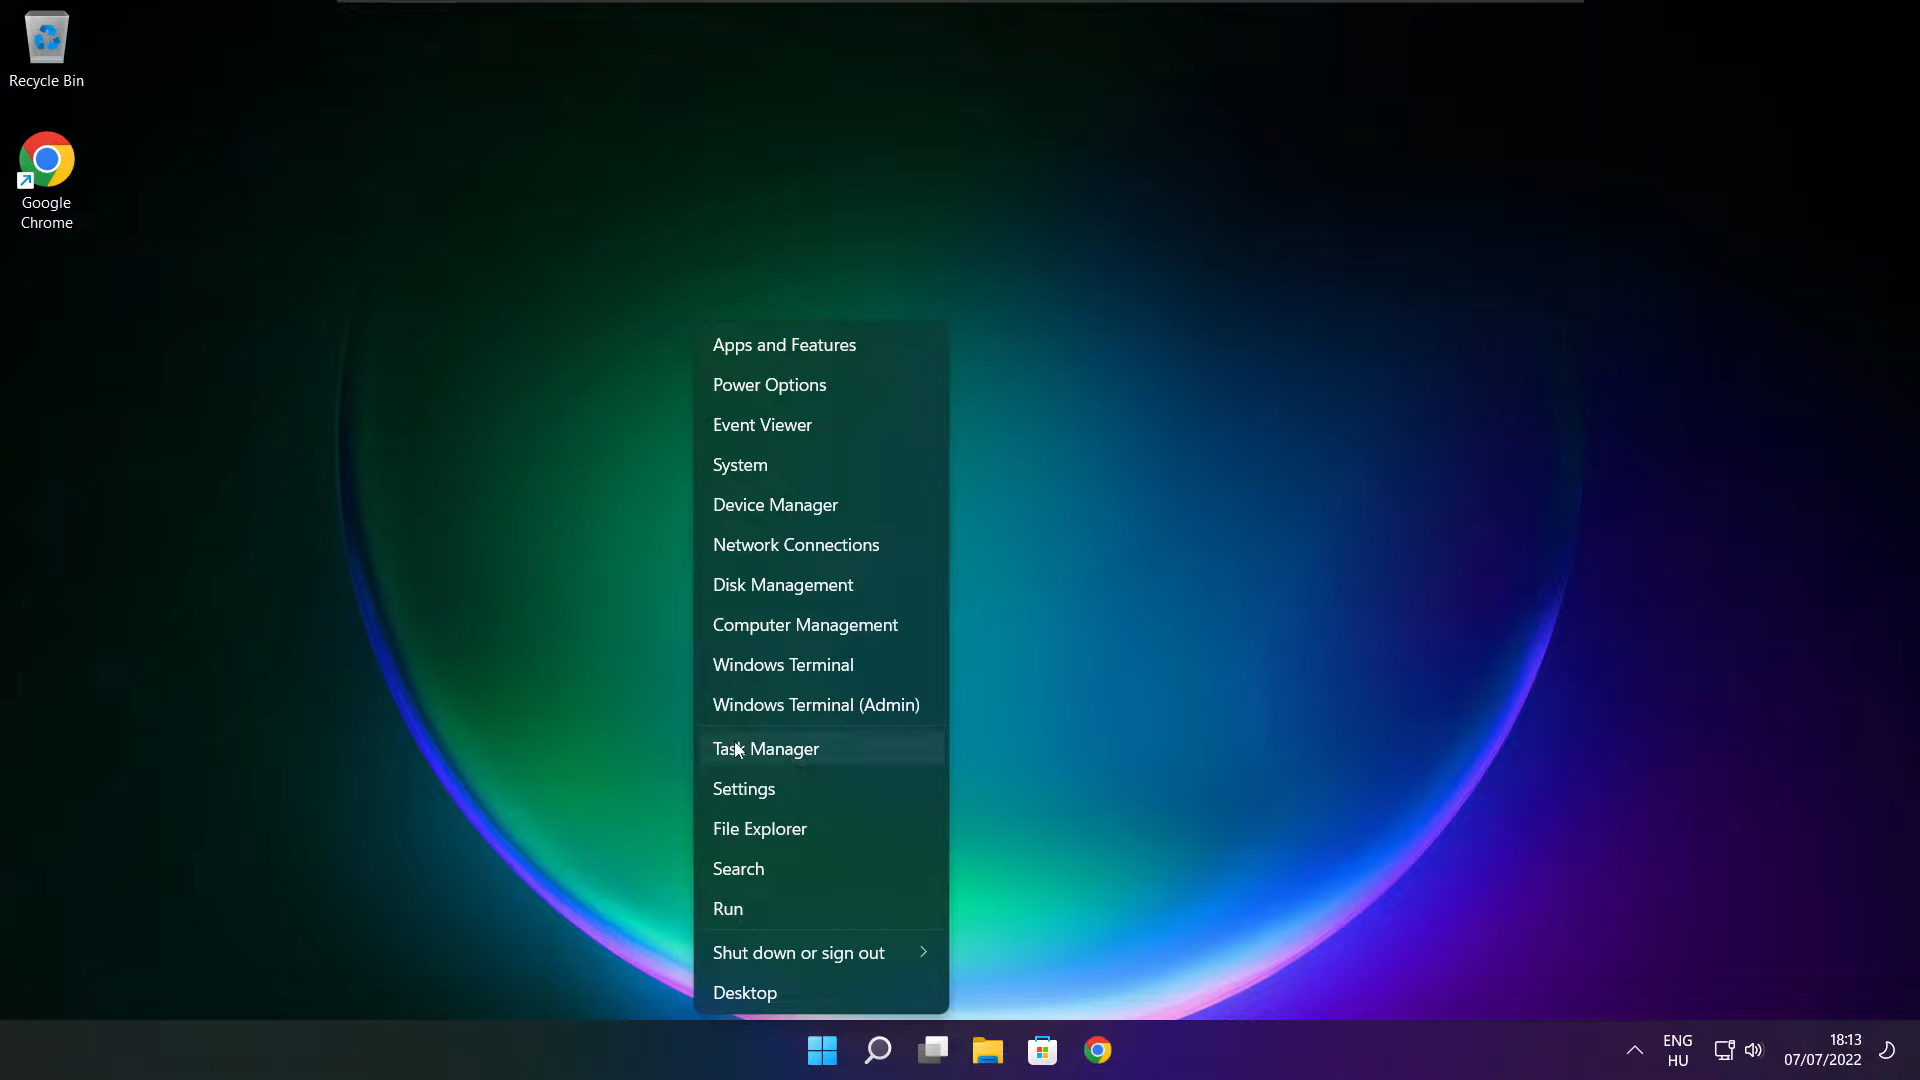 Recycle Bin
Google
Chrome
Apps and Features
Power Options
Event Viewer
System
Device Manager
Network Connections
Disk Management
Computer Management
Windows Terminal
Windows Terminal (Admin)
Task Manager
Settings
File Explorer
Search
Run
Shut down or sign out
Desktop
ENG
HU
18:13
07/07/2022